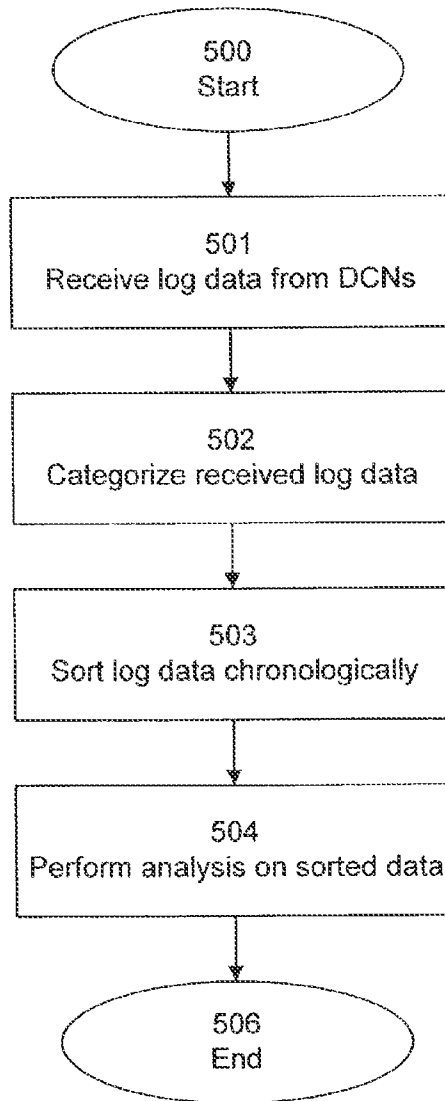 500
Start
501
Receive log data from DCNs
502
Categorize received log data
503
Sort log data chronologically
504
Perform analysis on sorted data
506
End